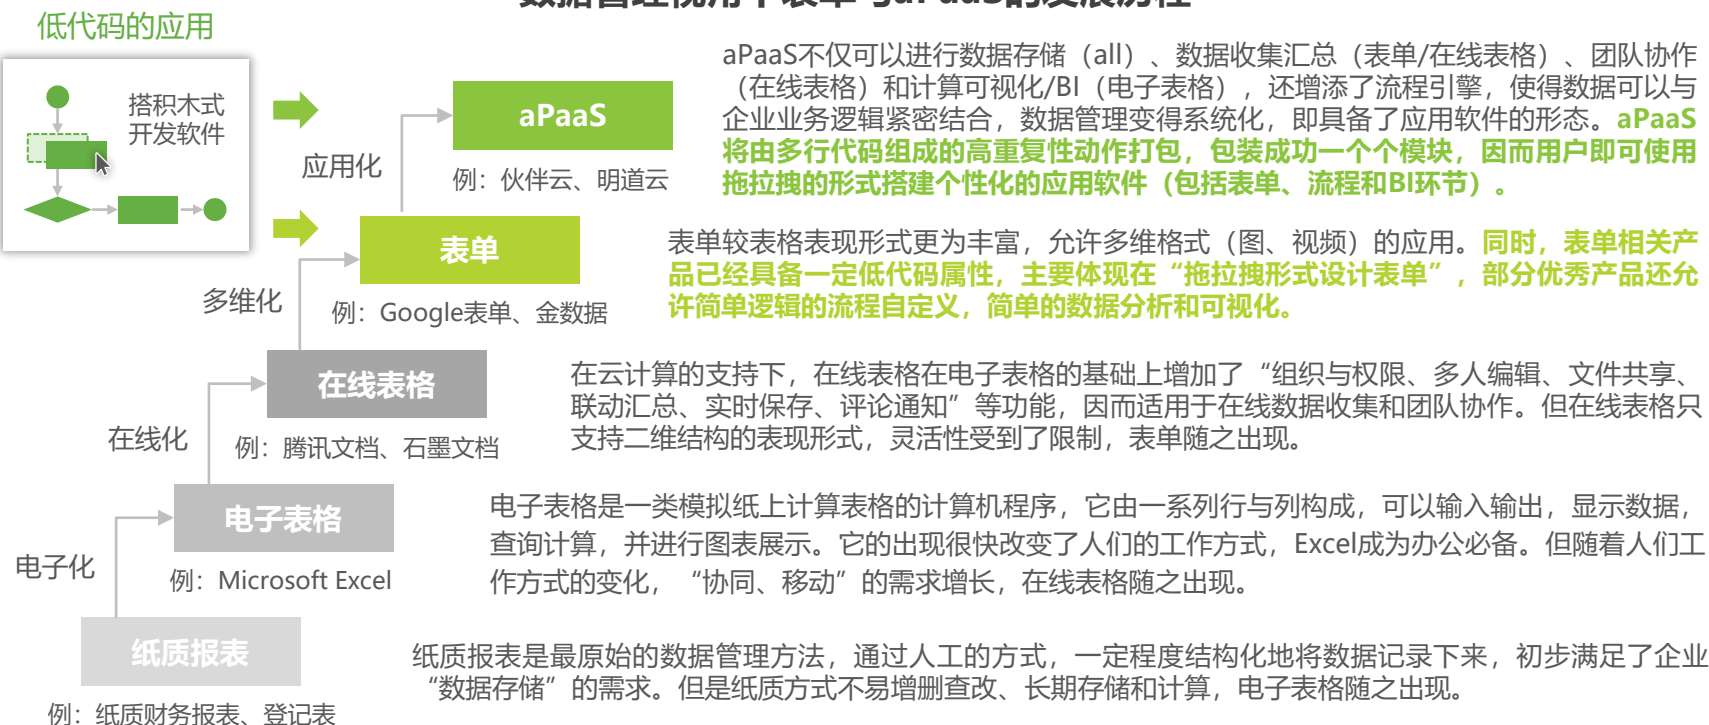 数据管理视角下表单与aPaaS的发展历程
低代码的应用
搭积木式
开发软件
aPaaS
应用化
例：伙伴云、明道云
aPaaS不仅可以进行数据存储（all）、数据收集汇总（表单/在线表格）、团队协作
（在线表格）和计算可视化/BI（电子表格），还增添了流程引擎，使得数据可以与
企业业务逻辑紧密结合，数据管理变得系统化，即具备了应用软件的形态。aPaaS
将由多行代码组成的高重复性动作打包，包装成功一个个模块，因而用户即可使用
拖拉拽的形式搭建个性化的应用软件（包括表单、流程和BI环节）。
表单
多维化
例：Google表单、金数据
表单较表格表现形式更为丰富，允许多维格式（图、视频）的应用。同时，表单相关产
品已经具备一定低代码属性，主要体现在“拖拉拽形式设计表单”，部分优秀产品还允
许简单逻辑的流程自定义，简单的数据分析和可视化。
在线表格
在线化
例：腾讯文档、石墨文档
在云计算的支持下，在线表格在电子表格的基础上增加了“组织与权限、多人编辑、文件共享、
联动汇总、实时保存、评论通知”等功能，因而适用于在线数据收集和团队协作。但在线表格只
支持二维结构的表现形式，灵活性受到了限制，表单随之出现。
电子表格
电子化
例：Microsoft Excel
电子表格是一类模拟纸上计算表格的计算机程序，它由一系列行与列构成，可以输入输出，显示数据，
查询计算，并进行图表展示。它的出现很快改变了人们的工作方式，Excel成为办公必备。但随着人们工
作方式的变化，“协同、移动”的需求增长，在线表格随之出现。
纸质报表
例：纸质财务报表、登记表
纸质报表是最原始的数据管理方法，通过人工的方式，一定程度结构化地将数据记录下来，初步满足了企业
“数据存储”的需求。但是纸质方式不易增删查改、长期存储和计算，电子表格随之出现。